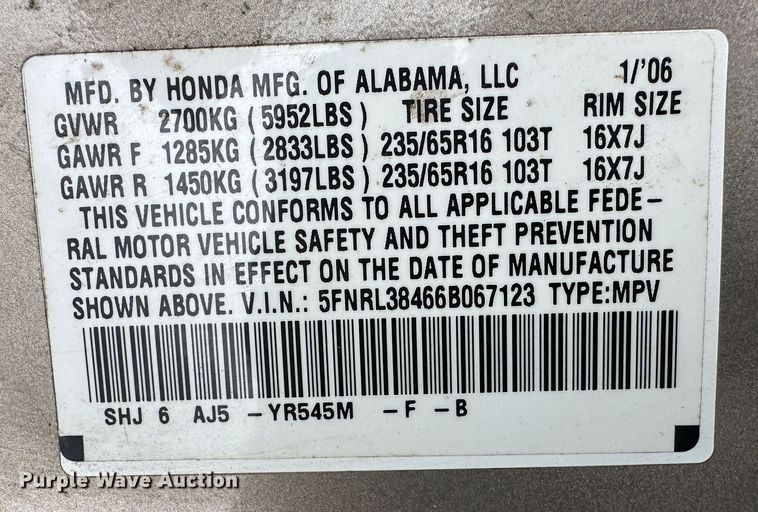 MFD. BY HONDA MFG. OF ALABAMA, LLC 1/'06
GVWR 2700KG (5952LBS) TIRE SIZE RIM SIZE
GAWR F 1285KG (2833LBS) 235/65R16 103T 16X7J
GAWR R 1450KG (3197LBS) 235/65R16 103T 16X7J
THIS VEHICLE CONFORMS TO ALL APPLICABLE FEDE-
RAL MOTOR VEHICLE SAFETY AND THEFT PREVENTION
STANDARDS IN EFFECT ON THE DATE OF MANUFACTURE
SHOWN ABOVE. V.I.N.: 5FNRL38466B067123 TYPE:MPV
SHJ 6 AJ5 -YR545M -F -B
Purple Wave Auction